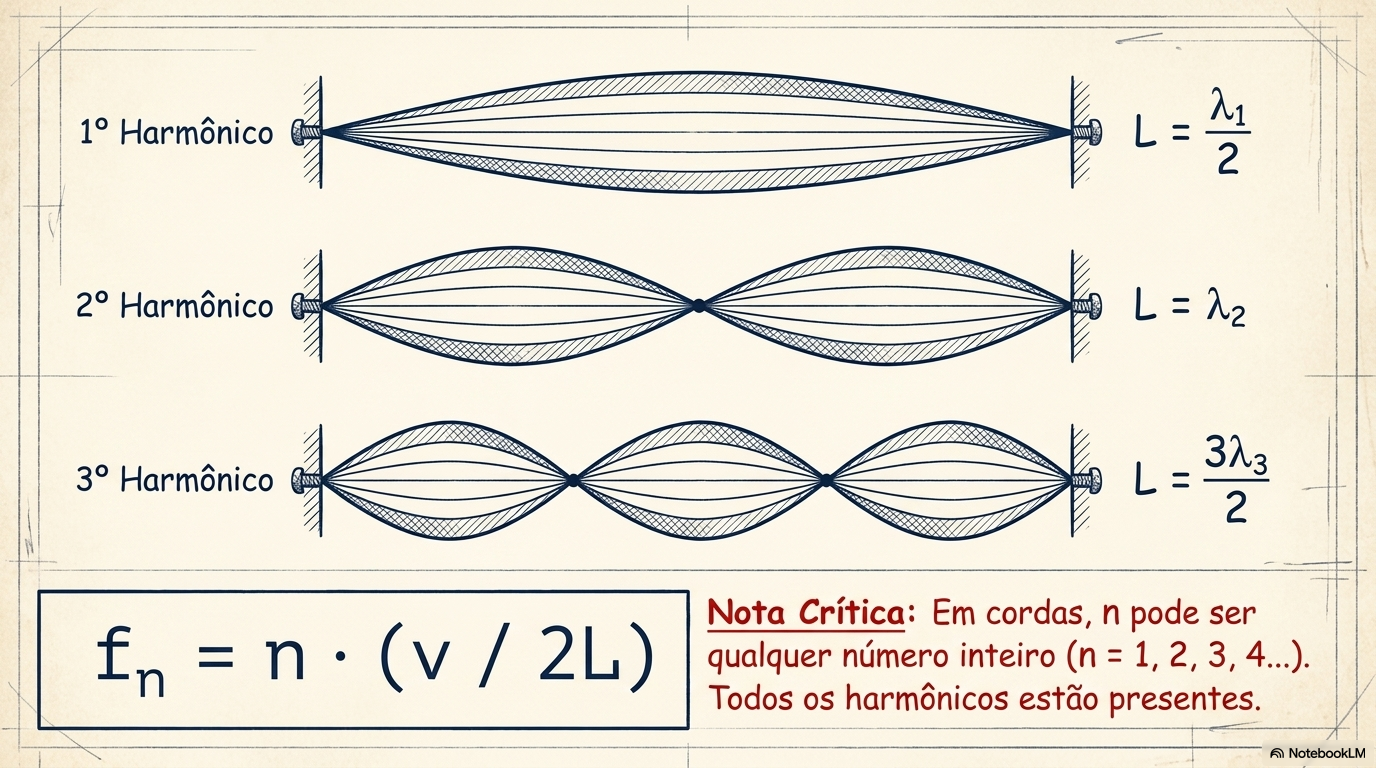 1º Harmônico
L = λ₁/2
2º Harmônico
L = λ₂
3º Harmônico
L = 3λ₃/2
fₙ = n · (v / 2L)
Nota Crítica: Em cordas, n pode ser
qualquer número inteiro (n = 1, 2, 3, 4...).
Todos os harmônicos estão presentes.
NotebookLM